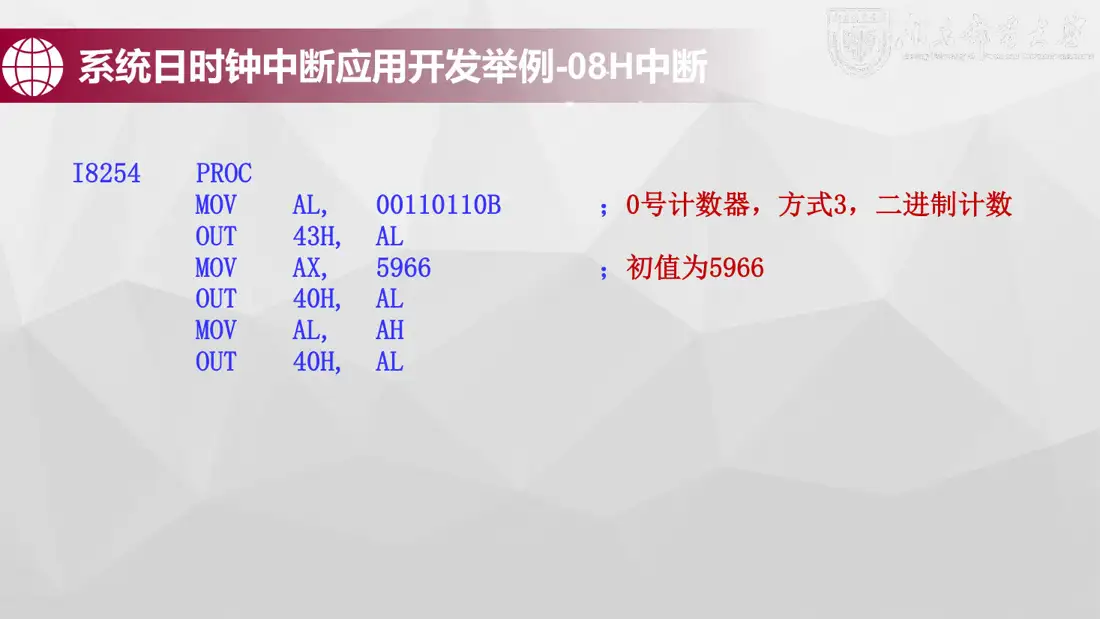 系统日时钟中断应用开发举例-08H中断
I8254 PROC
MOV AL, 00110110B ；0号计数器，方式3，二进制计数
OUT 43H, AL
MOV AX, 5966 ；初值为5966
OUT 40H, AL
MOV AL, AH
OUT 40H, AL